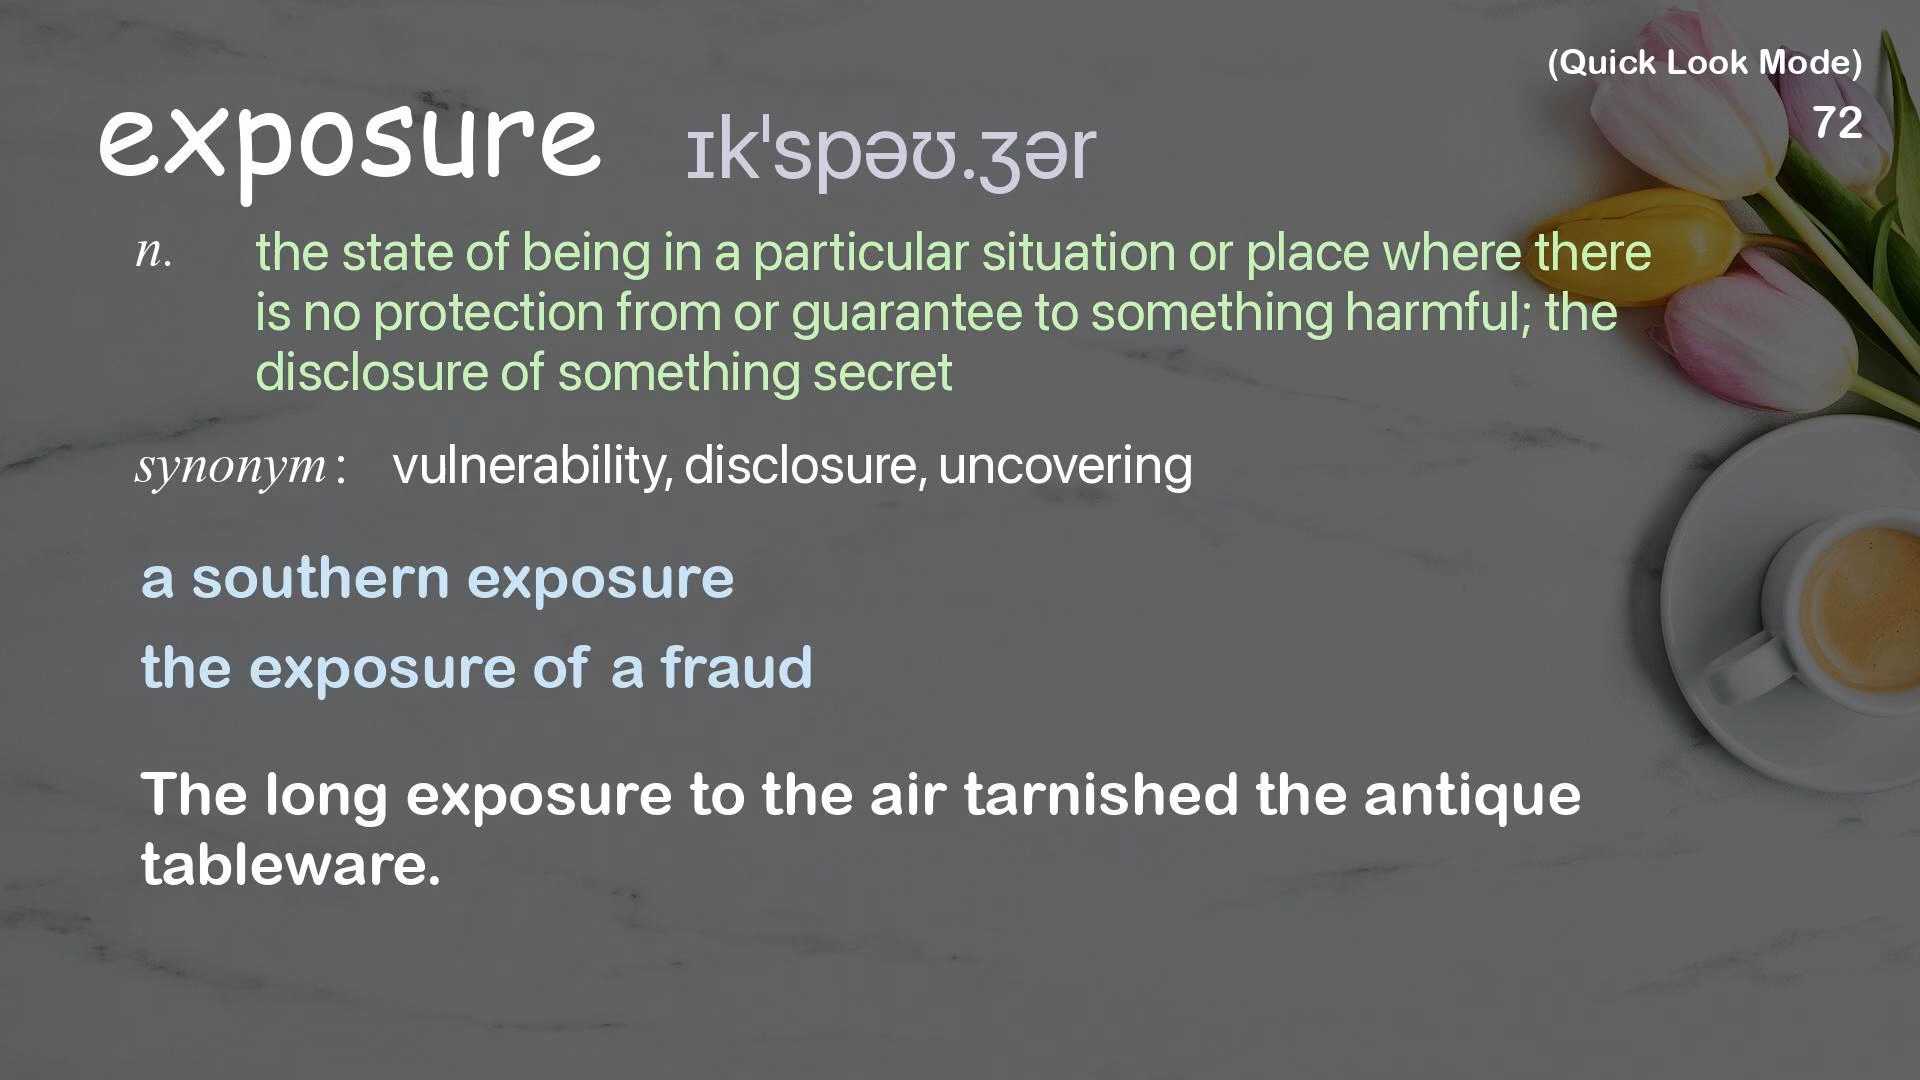 (Quick Look Mode)
72
exposure ɪkˈspəʊ.ʒər
n. the state of being in a particular situation or place where there
is no protection from or guarantee to something harmful; the
disclosure of something secret
synonym : vulnerability, disclosure, uncovering
a southern exposure
the exposure of a fraud
The long exposure to the air tarnished the antique
tableware.